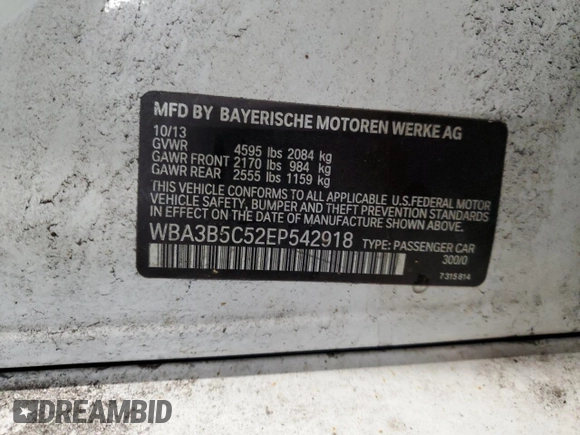 MFD BY BAYERISCHE MOTOREN WERKE AG
10/13
GVWR 4595 lbs 2084 kg
GAWR FRONT 2170 lbs 984 kg
GAWR REAR 2555 lbs 1159 kg
THIS VEHICLE CONFORMS TO ALL APPLICABLE U.S.FEDERAL MOTOR
VEHICLE SAFETY, BUMPER AND THEFT PREVENTION STANDARDS
IN EFFECT ON THE DATE OF MANUFACTURE SHOWN ABOVE.
WBA3B5C52EP542918 TYPE: PASSENGER CAR
300/0
7315814
DREAMBID